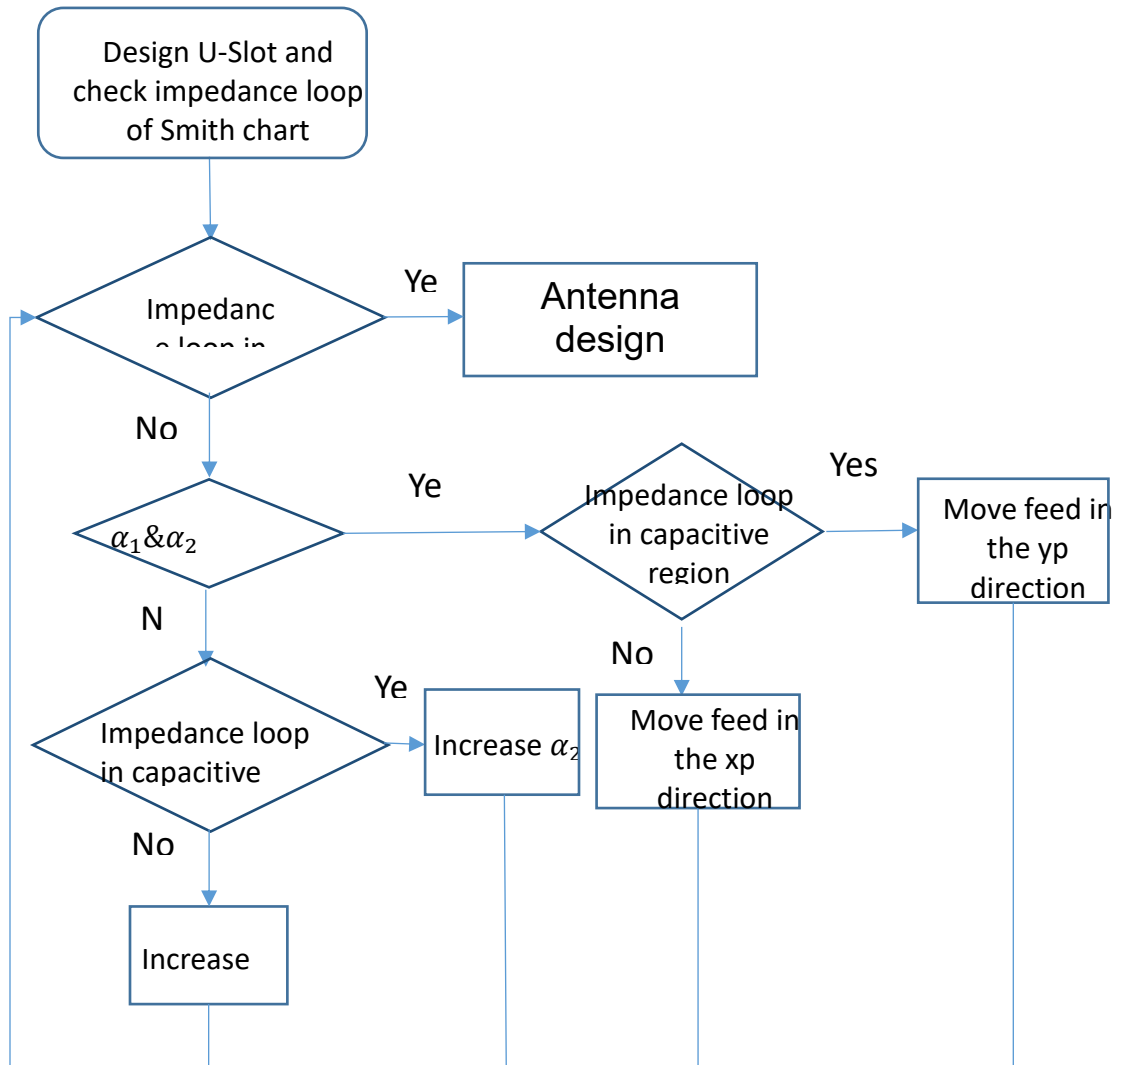 Design U-Slot and
check impedance loop
of Smith chart
Impedanc
e loop in
Ye
Antenna
design
No
α₁&α₂
Ye
Impedance loop
in capacitive
region
Yes
Move feed in
the yp
direction
N
No
Impedance loop
in capacitive
Ye
Increase α₂
Move feed in
the xp
direction
No
Increase